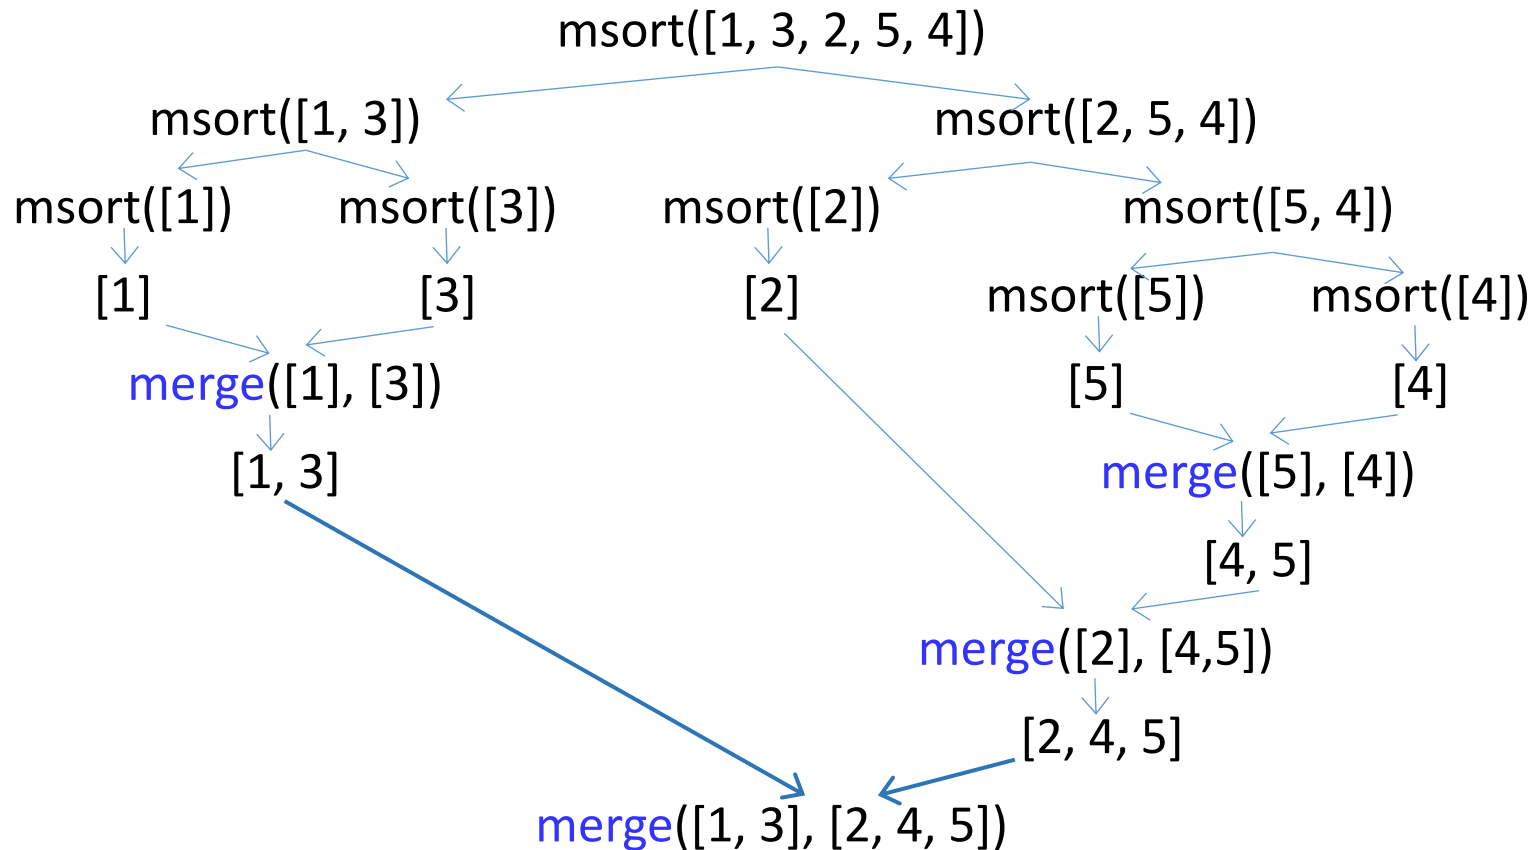 msort([1, 3, 2, 5, 4])
msort([1, 3]) msort([2, 5, 4])
msort([1]) msort([3]) msort([2]) msort([5, 4])
[1] [3] [2] msort([5]) msort([4])
merge([1], [3]) [5] [4]
[1, 3] merge([5], [4])
[4, 5]
merge([2], [4,5])
[2, 4, 5]
merge([1, 3], [2, 4, 5])